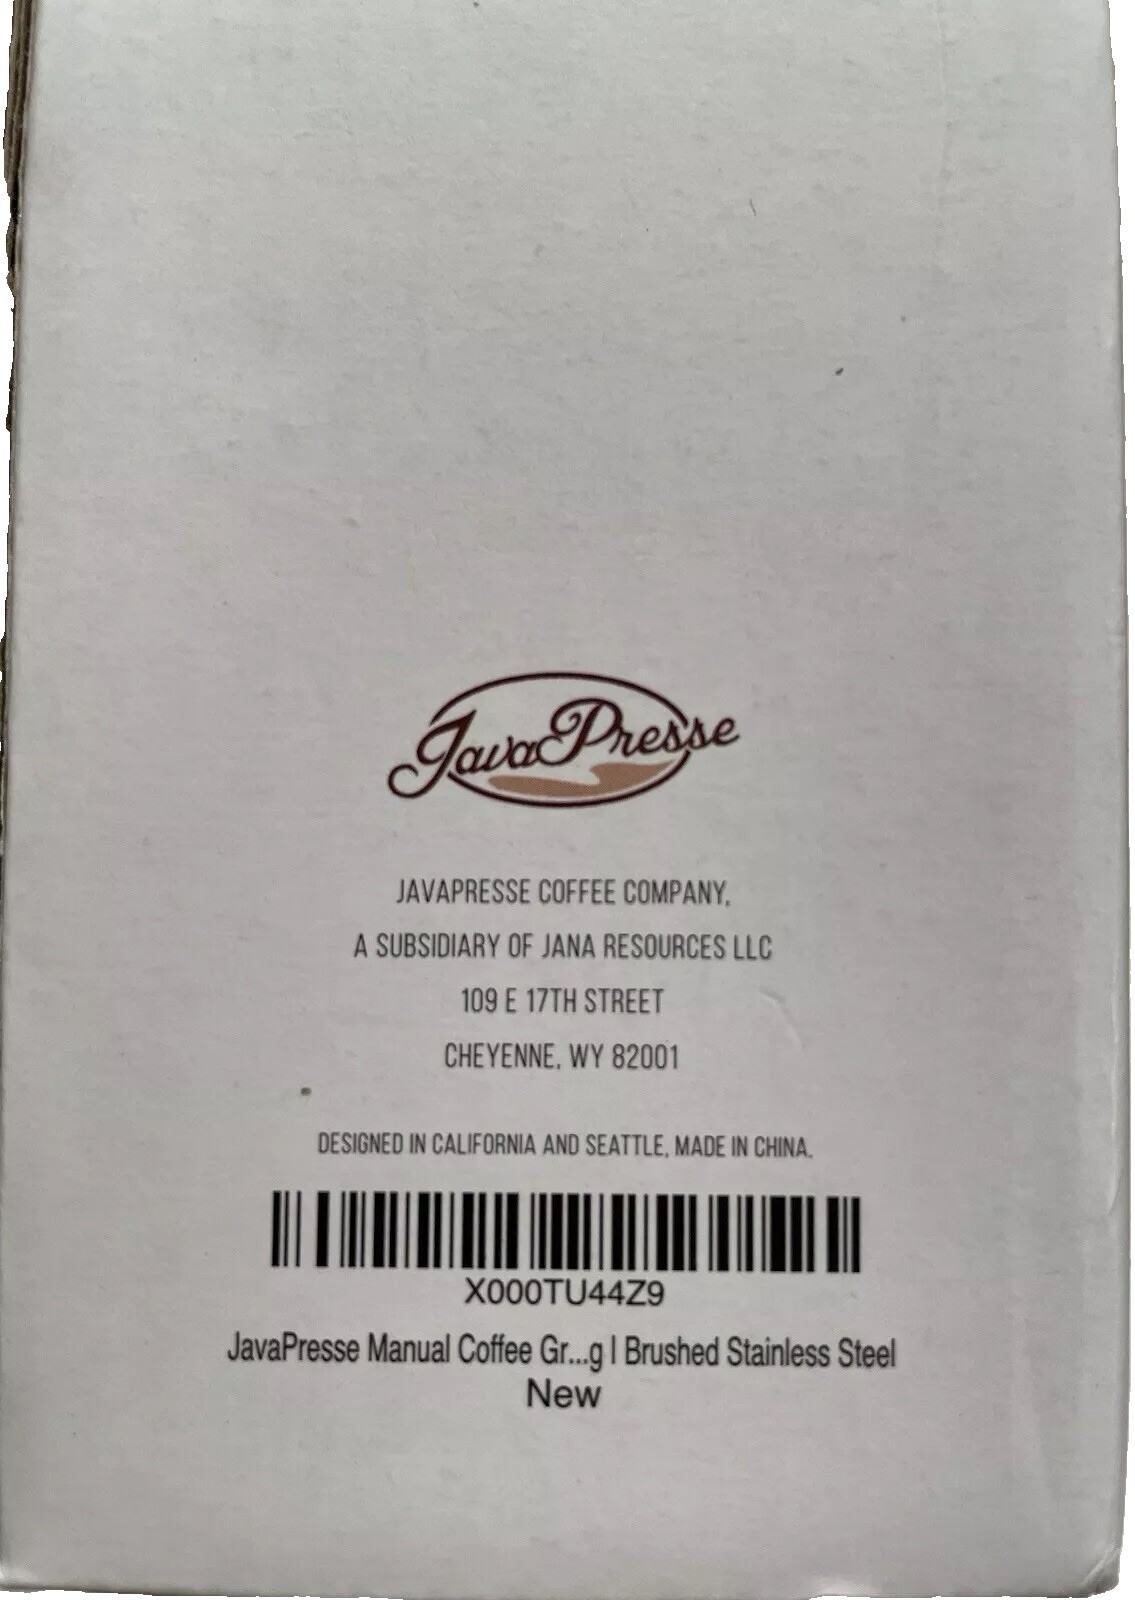 JavaPresse
JAVAPRESSE COFFEE COMPANY,
A SUBSIDIARY OF JANA RESOURCES LLC
109 E 17TH STREET
CHEYENNE, WY 82001
DESIGNED IN CALIFORNIA AND SEATTLE, MADE IN CHINA.
X000TU44Z9
JavaPresse Manual Coffee Gr...g | Brushed Stainless Steel
New